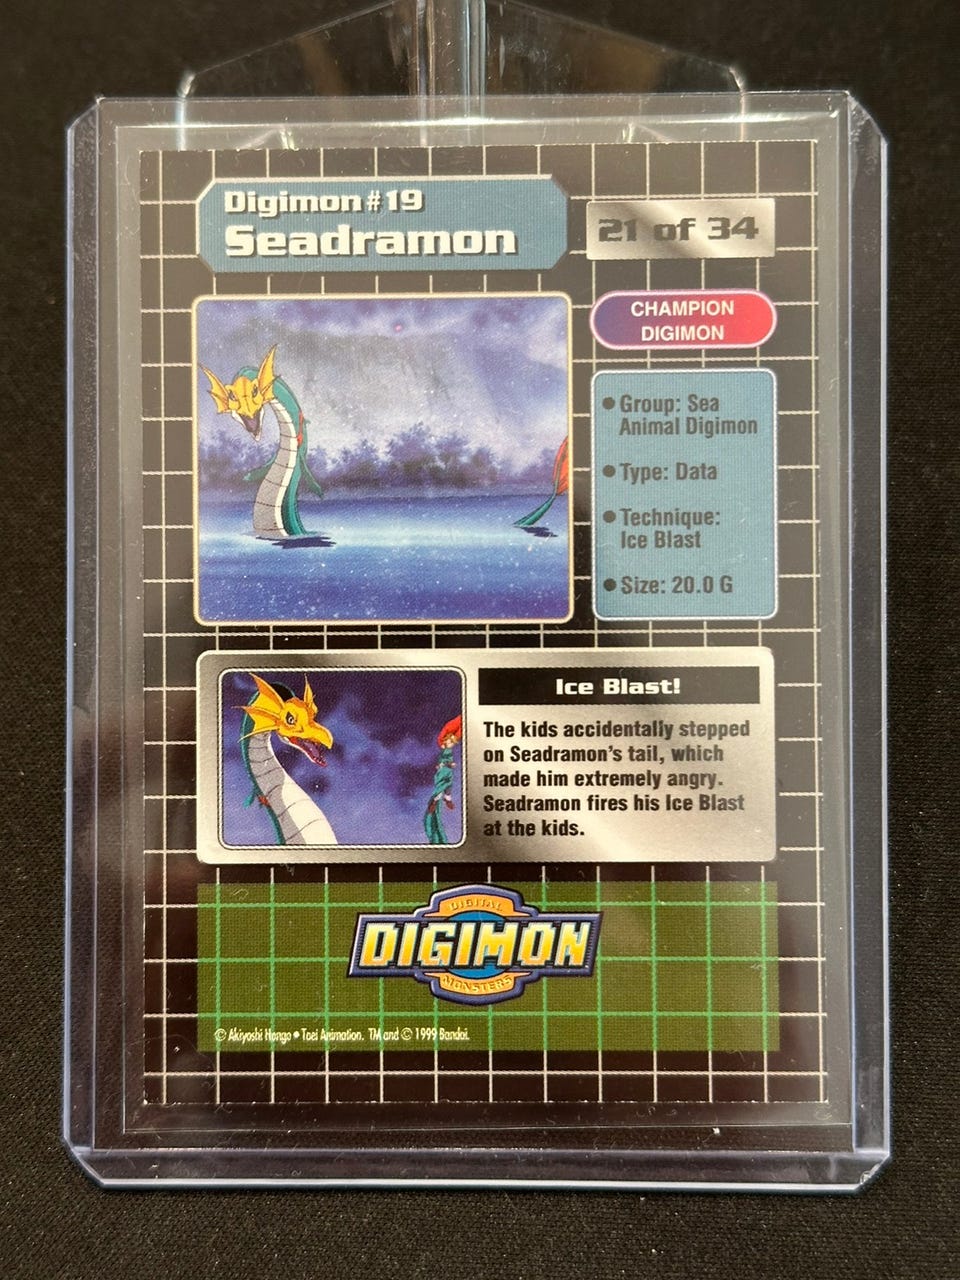 Digimon #19
Seadramon
21 of 34
CHAMPION
DIGIMON
● Group: Sea
Animal Digimon
● Type: Data
● Technique:
Ice Blast
● Size: 20.0 G
Ice Blast!
The kids accidentally stepped
on Seadramon's tail, which
made him extremely angry.
Seadramon fires his Ice Blast
at the kids.
DIGITAL
DIGIMON
MONSTERS
© Akiyoshi Hongo • Toei Animation. TM and © 1999 Bandai.